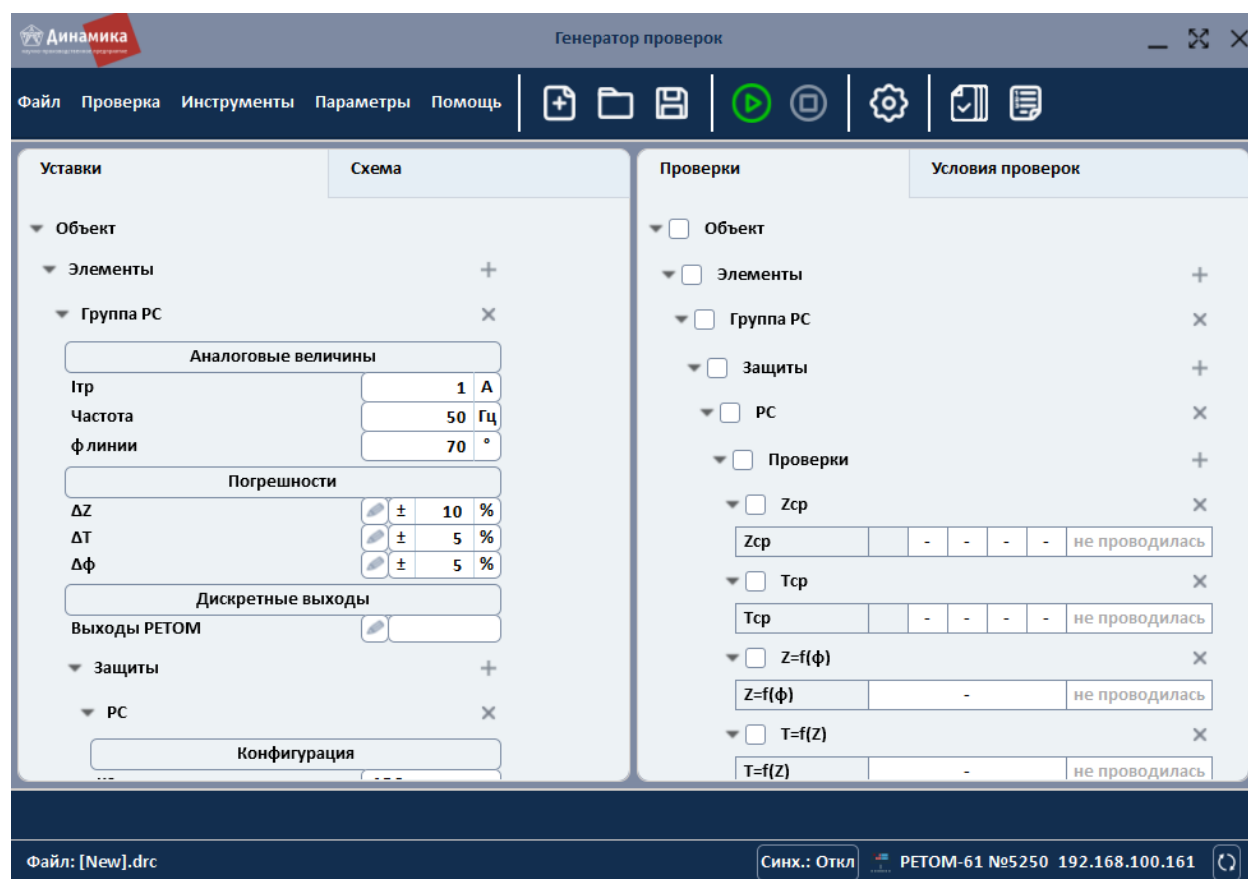 Динамика
Генератор проверок
Файл Проверка Инструменты Параметры Помощь
Уставки Схема
Объект
Элементы
Группа РС
Аналоговые величины
Iтр 1 А
Частота 50 Гц
ф линии 70 °
Погрешности
ΔZ ± 10 %
ΔT ± 5 %
Δф ± 5 %
Дискретные выходы
Выходы РЕТОМ
Защиты
РС
Конфигурация
Проверки Условия проверок
Объект
Элементы
Группа РС
Защиты
РС
Проверки
Zср
Zср - - - - не проводилась
Тср
Тср - - - - не проводилась
Z=f(ф)
Z=f(ф) - не проводилась
T=f(Z)
T=f(Z) - не проводилась
Файл: [New].drc
Синх.: Откл РЕТОМ-61 №5250 192.168.100.161